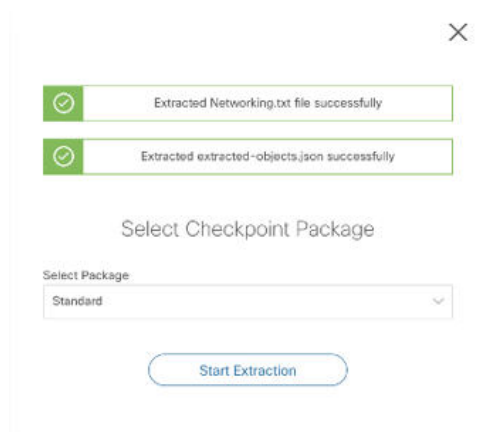 Extracted Networking.txt file successfully
Extracted extracted-objects.json successfully
Select Checkpoint Package
Select Package
Standard
Start Extraction